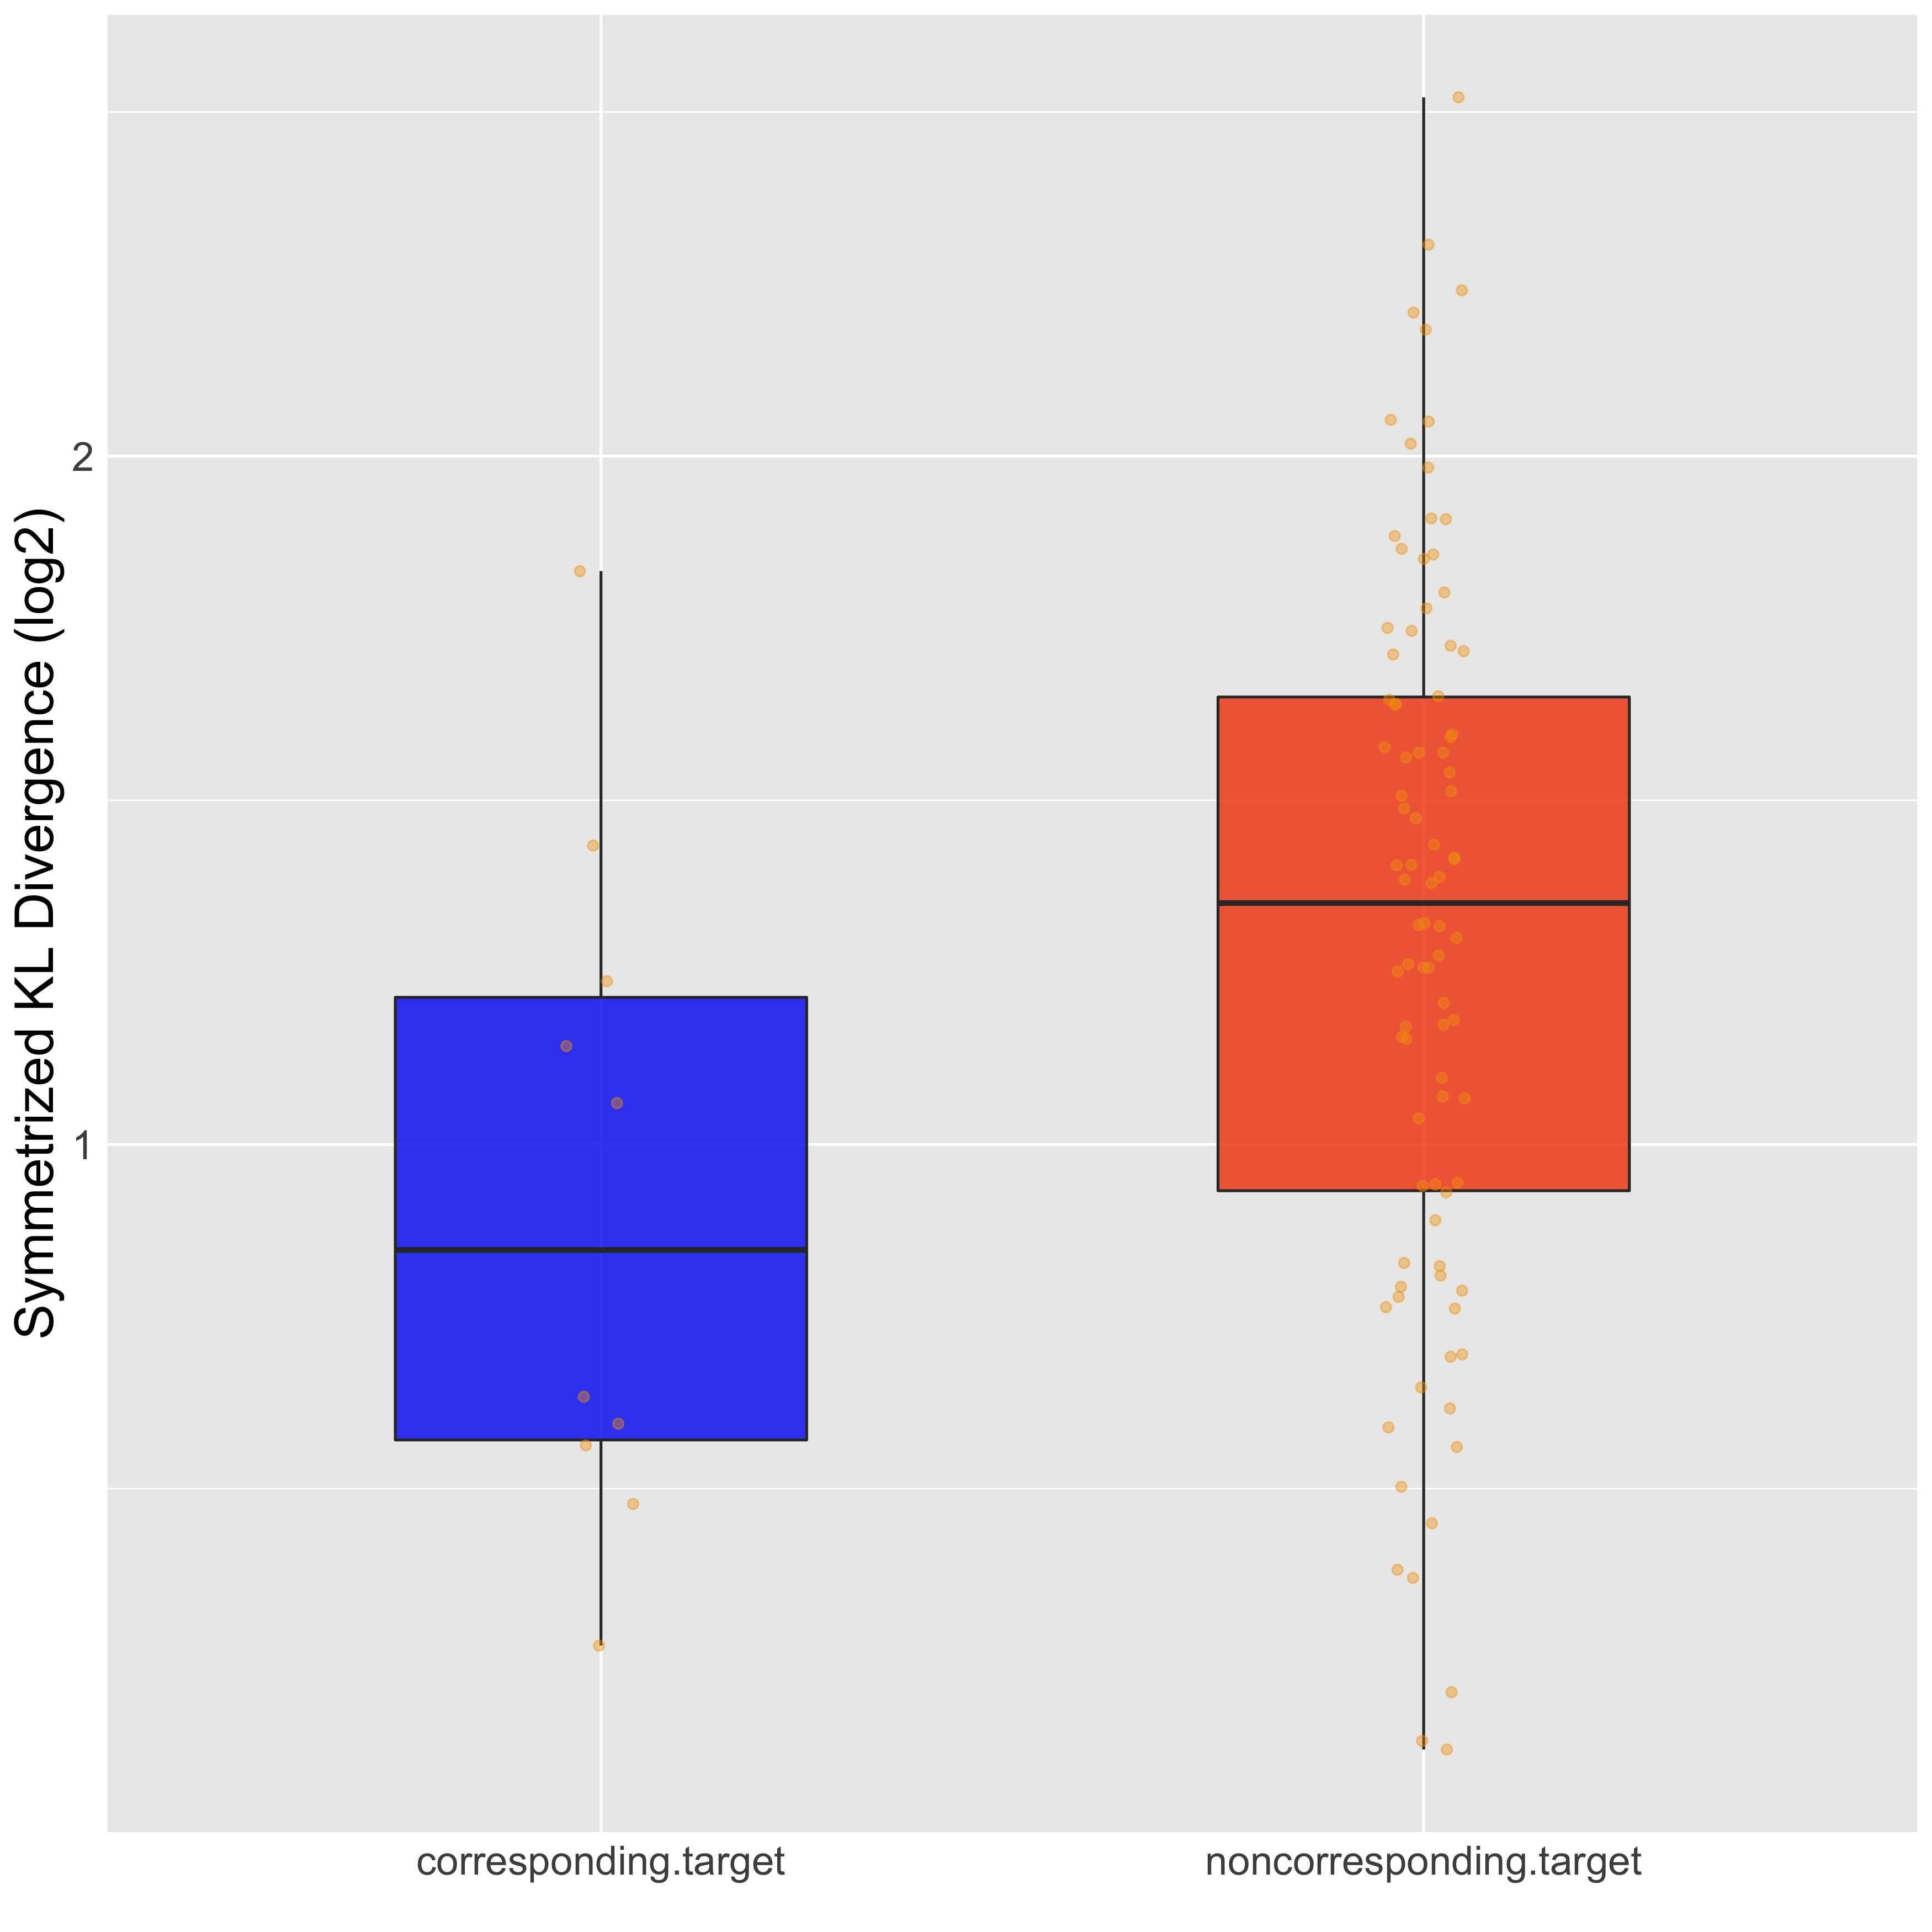 Symmetrized KL Divergence (log2)
2
1
corresponding.target
noncorresponding.target